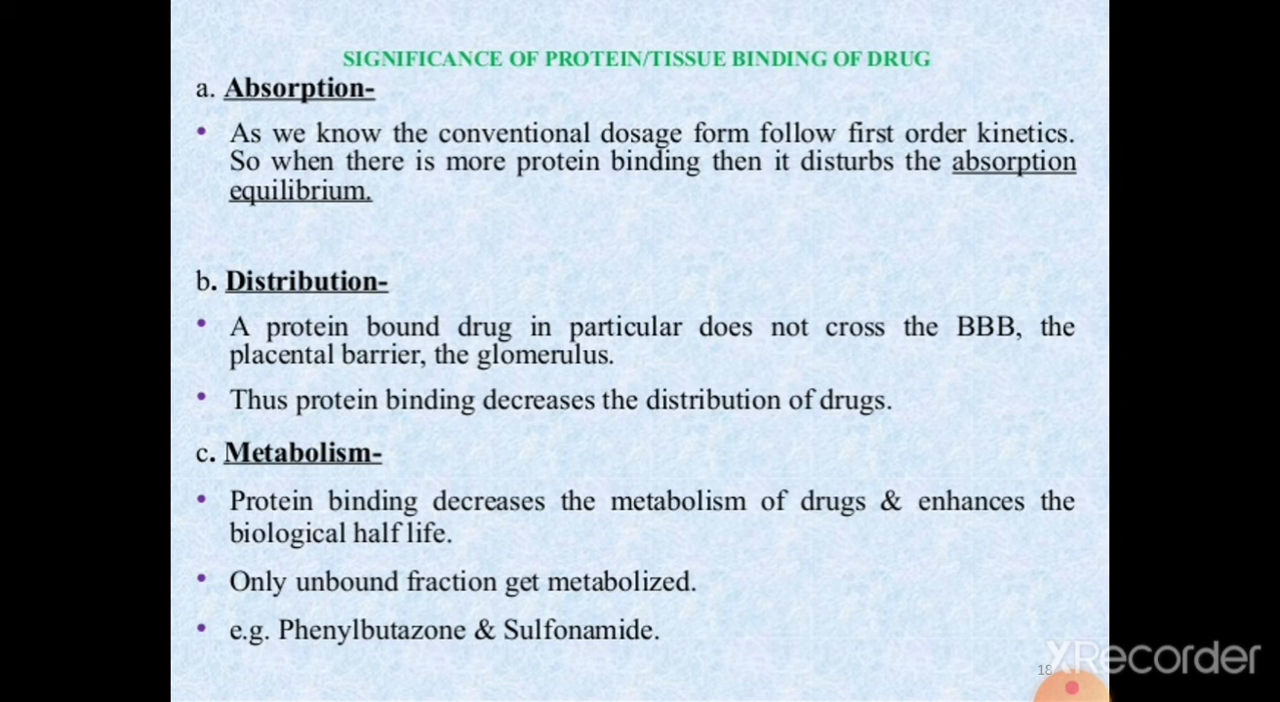 SIGNIFICANCE OF PROTEIN/TISSUE BINDING OF DRUG
a. Absorption-
• As we know the conventional dosage form follow first order kinetics.
So when there is more protein binding then it disturbs the absorption
equilibrium.
b. Distribution-
• A protein bound drug in particular does not cross the BBB, the
placental barrier, the glomerulus.
• Thus protein binding decreases the distribution of drugs.
c. Metabolism-
• Protein binding decreases the metabolism of drugs & enhances the
biological half life.
• Only unbound fraction get metabolized.
• e.g. Phenylbutazone & Sulfonamide.
18
XRecorder